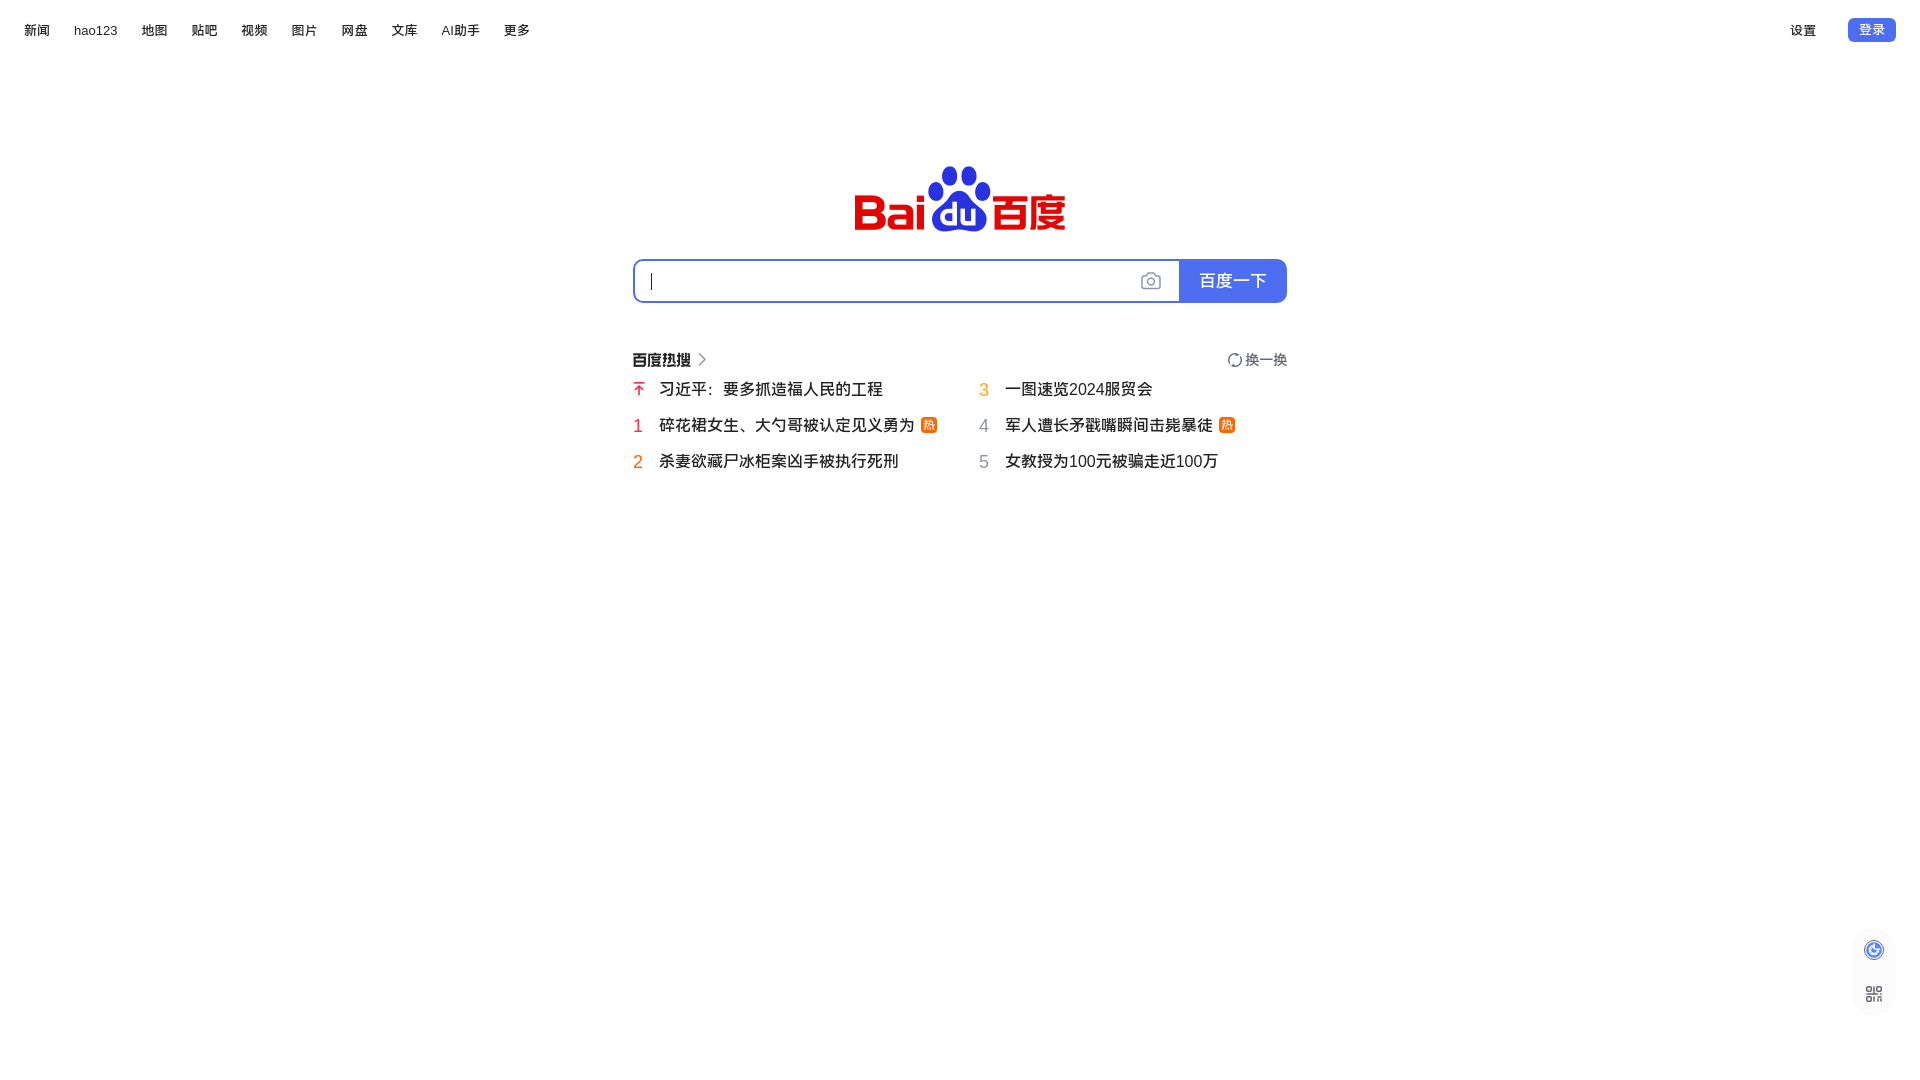 新闻 hao123 地图 贴吧 视频 图片 网盘 文库 AI助手 更多 设置 登录
Bai du 百度
百度一下
百度热搜 换一换
习近平：要多抓造福人民的工程
1 碎花裙女生、大勺哥被认定见义勇为 热
2 杀妻欲藏尸冰柜案凶手被执行死刑
3 一图速览2024服贸会
4 军人遭长矛戳嘴瞬间击毙暴徒 热
5 女教授为100元被骗走近100万